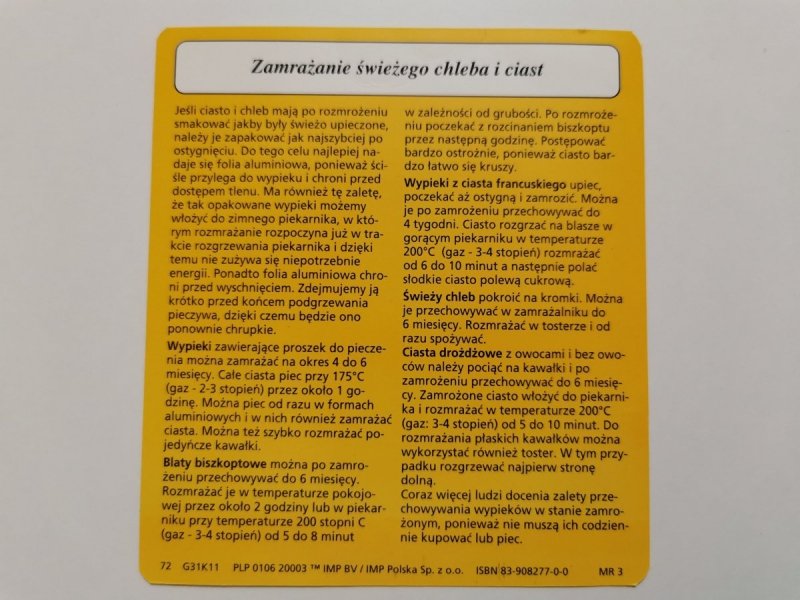 Zamrażanie świeżego chleba i ciast
Jeśli ciasto i chleb mają po rozmrożeniu
smakować jakby były świeżo upieczone,
należy je zapakować jak najszybciej po
ostygnięciu. Do tego celu najlepiej na-
daje się folia aluminiowa, ponieważ ści-
śle przylega do wypieku i chroni przed
dostępem tlenu. Ma również tę zaletę,
że tak opakowane wypieki możemy
włożyć do zimnego piekarnika, w któ-
rym rozmrażanie rozpoczyna już w tra-
kcie rozgrzewania piekarnika i dzięki
temu nie zużywa się niepotrzebnie
energii. Ponadto folia aluminiowa chro-
ni przed wyschnięciem. Zdejmujemy ją
krótko przed końcem podgrzewania
pieczywa, dzięki czemu będzie ono
ponownie chrupkie.
Wypieki zawierające proszek do piecze-
nia można zamrażać na okres 4 do 6
miesięcy. Całe ciasta piec przy 175°C
(gaz - 2-3 stopień) przez około 1 go-
dzinę. Można piec od razu w formach
aluminiowych i w nich również zamrażać
ciasta. Można też szybko rozmrażać po-
jedyńcze kawałki.
Blaty biszkoptowe można po zamro-
żeniu przechowywać do 6 miesięcy.
Rozmrażać je w temperaturze pokojo-
wej przez około 2 godziny lub w piekar-
niku przy temperaturze 200 stopni C
(gaz - 3-4 stopień) od 5 do 8 minut
w zależności od grubości. Po rozmroże-
niu poczekać z rozcinaniem biszkoptu
przez następną godzinę. Postępować
bardzo ostrożnie, ponieważ ciasto bar-
dzo łatwo się kruszy.
Wypieki z ciasta francuskiego upiec,
poczekać aż ostygną i zamrozić. Można
je po zamrożeniu przechowywać do
4 tygodni. Ciasto rozgrzać na blasze w
gorącym piekarniku w temperaturze
200°C (gaz - 3-4 stopień) rozmrażać
od 6 do 10 minut a następnie polać
słodkie ciasto polewą cukrową.
Świeży chleb pokroić na kromki. Można
je przechowywać w zamrażalniku do
6 miesięcy. Rozmrażać w tosterze i od
razu spożywać.
Ciasta drożdżowe z owocami i bez owo-
ców należy pociąć na kawałki i po
zamrożeniu przechowywać do 6 miesię-
cy. Zamrożone ciasto włożyć do piekarni-
ka i rozmrażać w temperaturze 200°C
(gaz: 3-4 stopień) od 5 do 10 minut. Do
rozmrażania płaskich kawałków można
wykorzystać również toster. W tym przy-
padku rozgrzewać najpierw stronę
dolną.
Coraz więcej ludzi docenia zalety prze-
chowywania wypieków w stanie zamro-
żonym, ponieważ nie muszą ich codzien-
nie kupować lub piec.
72 G31K11 PLP 0106 20003 ™ IMP BV / IMP Polska Sp. z o.o. ISBN 83-908277-0-0 MR 3